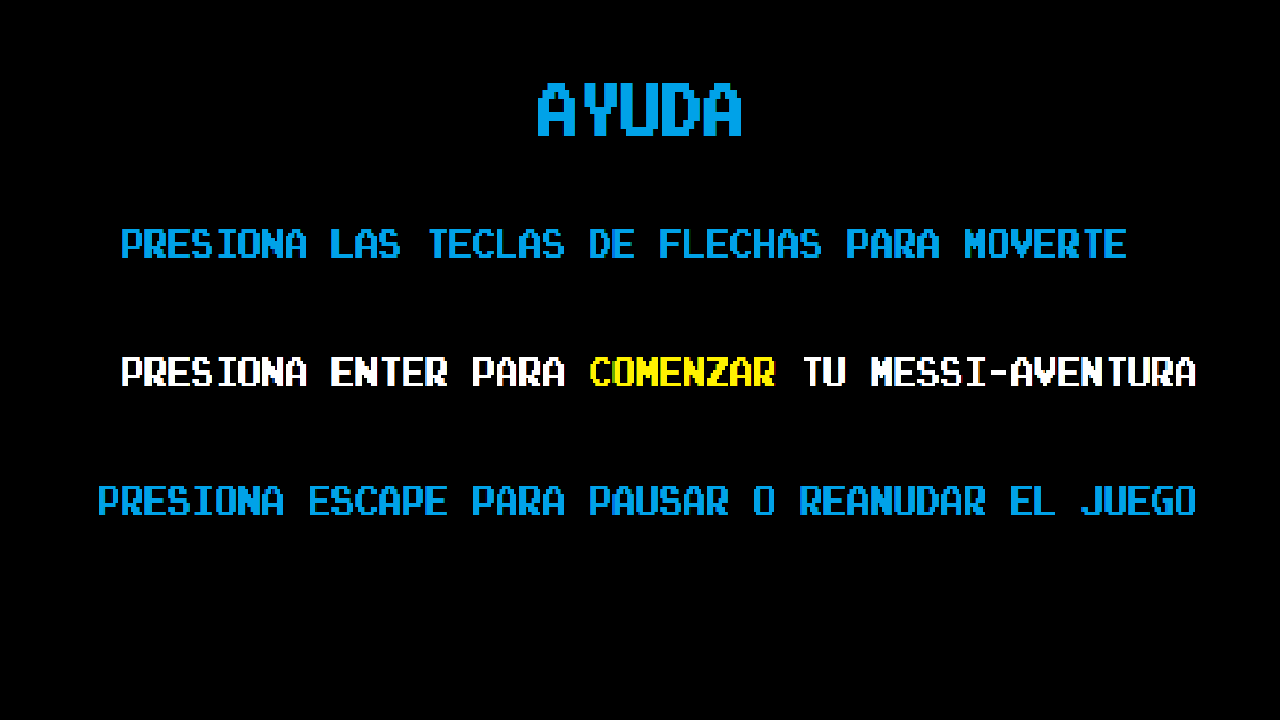 AYUDA
PRESIONA LAS TECLAS DE FLECHAS PARA MOVERTE
PRESIONA ENTER PARA COMENZAR TU MESSI-AVENTURA
PRESIONA ESCAPE PARA PAUSAR O REANUDAR EL JUEGO